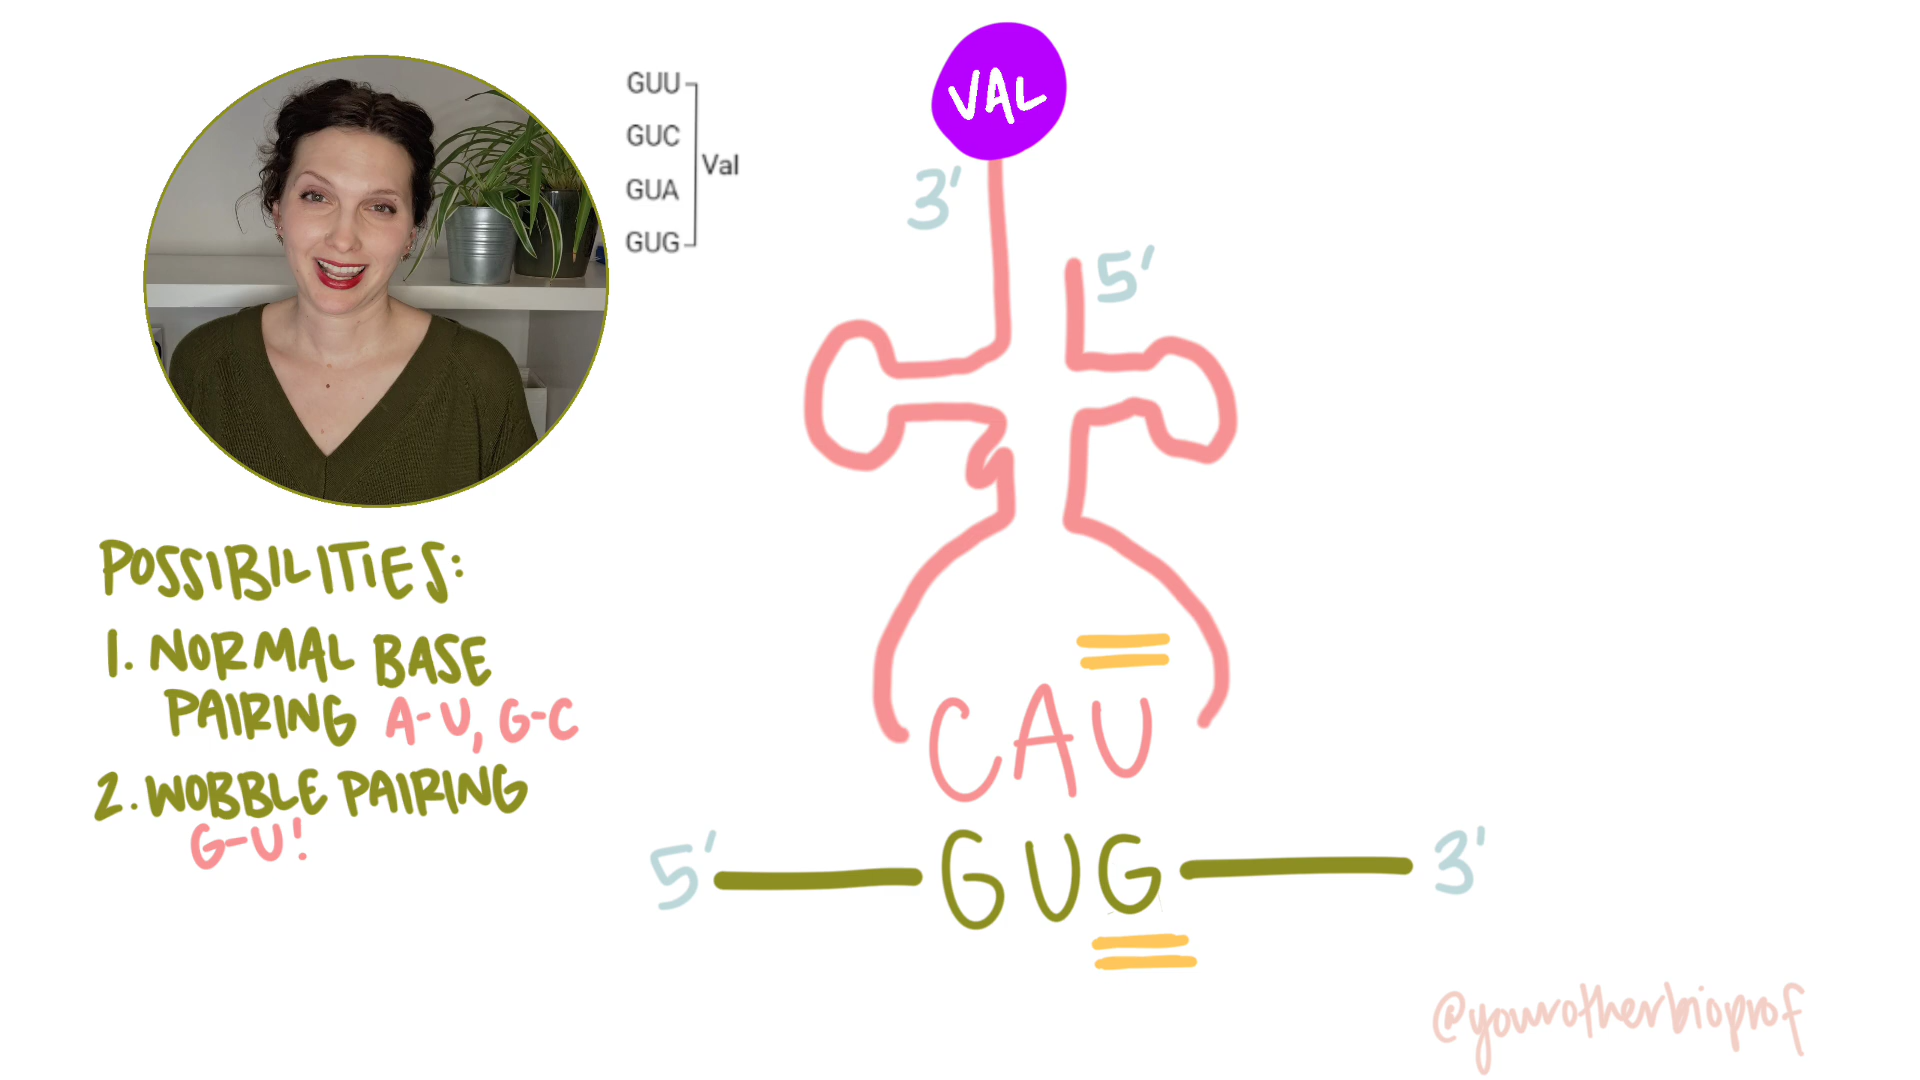 GUU
GUC
GUA
GUG
Val
VAL
3'
5'
POSSIBILITIES:
1. NORMAL BASE
PAIRING A-U, G-C
2. WOBBLE PAIRING
G-U!
CAU
5' GUG 3'
@yourotherbioprof